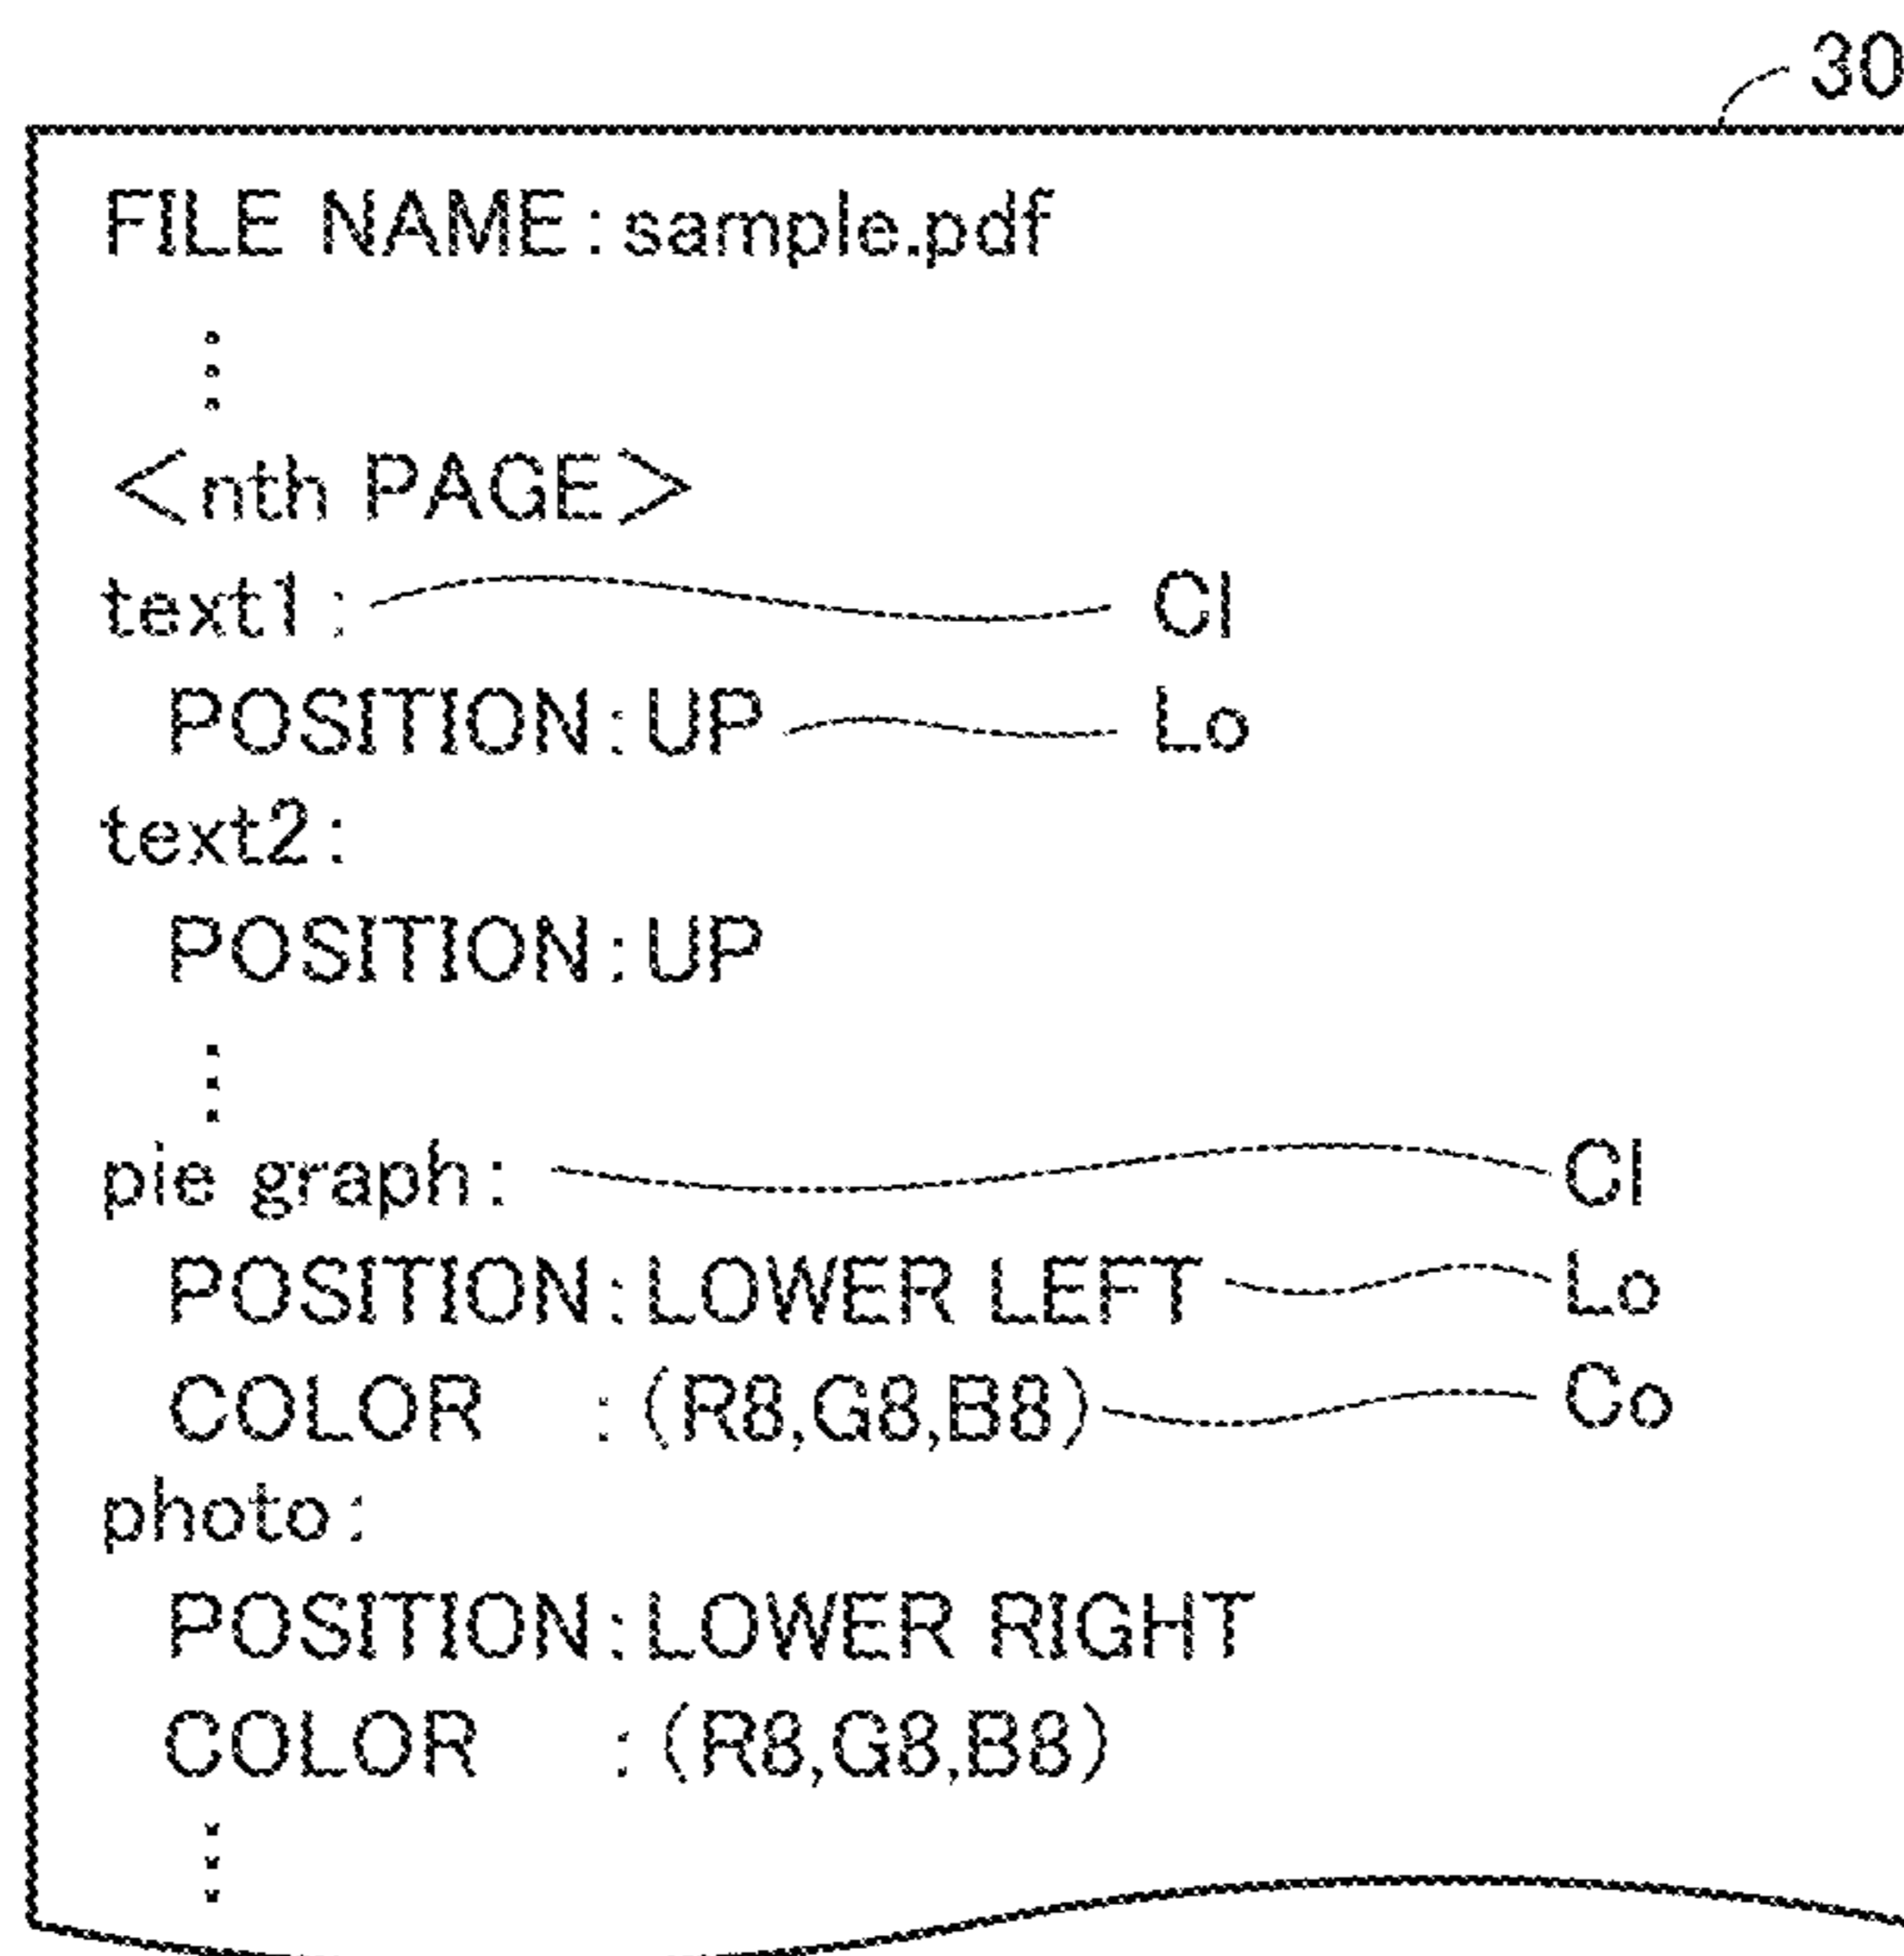 30
FILE NAME:sample.pdf
<nth PAGE>
text1: Cl
POSITION:UP Lo
text2:
POSITION:UP
pie graph: Cl
POSITION:LOWER LEFT Lo
COLOR :(R8,G8,B8) Co
photo:
POSITION:LOWER RIGHT
COLOR :(R8,G8,B8)